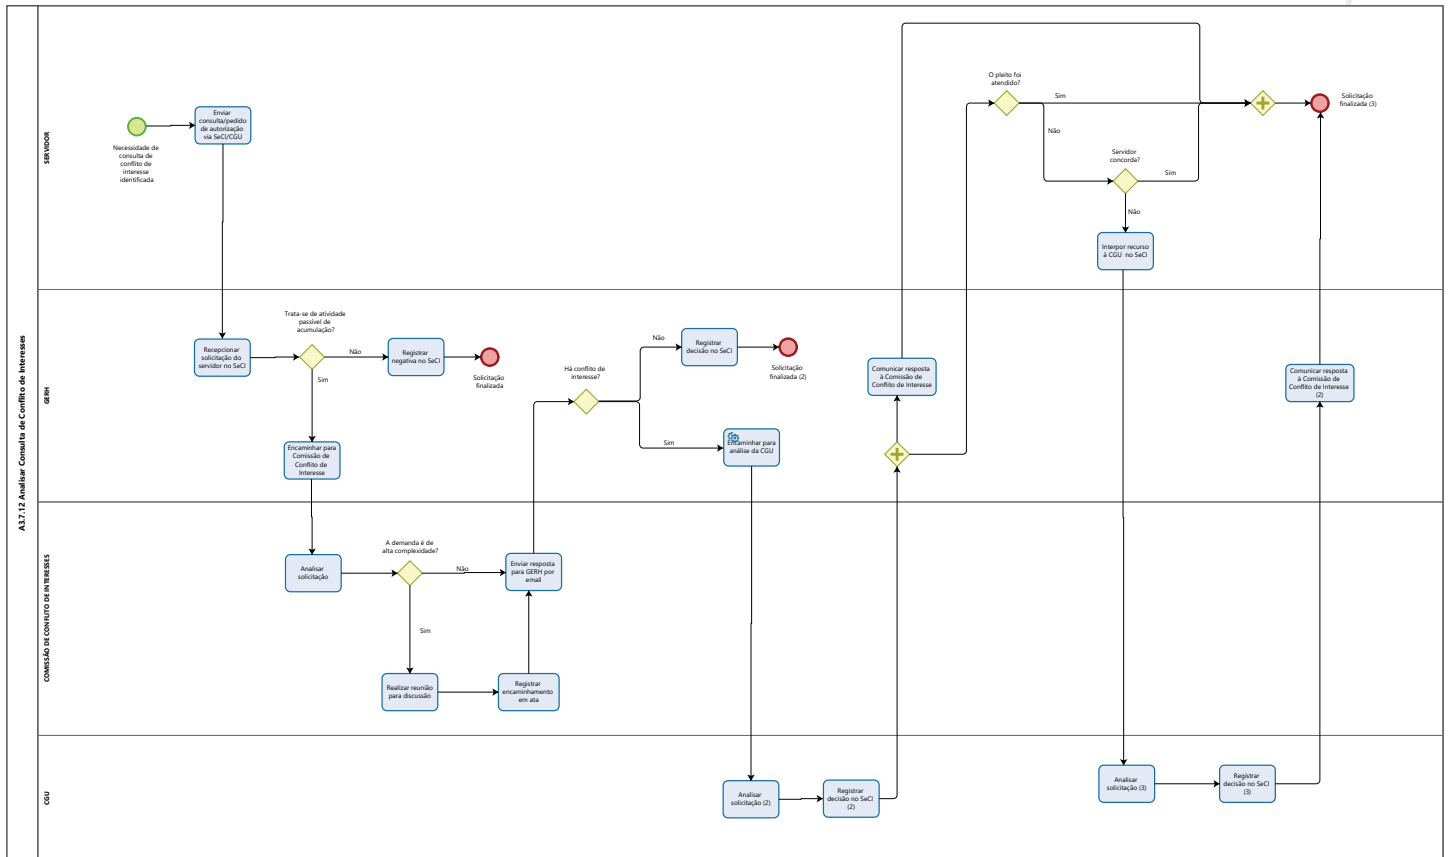 A3.7.12 Analisar Consulta de Conflito de Interesses
SERVIDOR
Necessidade de
consulta de
conflito de
interesse
identificada
Enviar
consulta/pedido
de autorização
via SeCI/CGU
O pleito foi
atendido?
Sim
Não
Servidor
concorda?
Sim
Não
Interpor recurso
à CGU no SeCI
Solicitação
finalizada (3)
GERH
Recepcionar
solicitação do
servidor no SeCI
Trata-se de atividade
passível de
acumulação?
Não
Sim
Registrar
negativa no SeCI
Solicitação
finalizada
Encaminhar para
Comissão de
Conflito de
Interesse
Há conflito de
interesse?
Não
Registrar
decisão no SeCI
Solicitação
finalizada (2)
Sim
Encaminhar para
análise da CGU
Comunicar resposta
à Comissão de
Conflito de Interesse
Comunicar resposta
à Comissão de
Conflito de Interesse
(2)
COMISSÃO DE CONFLITO DE INTERESSES
Analisar
solicitação
A demanda é de
alta complexidade?
Não
Sim
Enviar resposta
para GERH por
email
Realizar reunião
para discussão
Registrar
encaminhamento
em ata
CGU
Analisar
solicitação (2)
Registrar
decisão no SeCI
(2)
Analisar
solicitação (3)
Registrar
decisão no SeCI
(3)